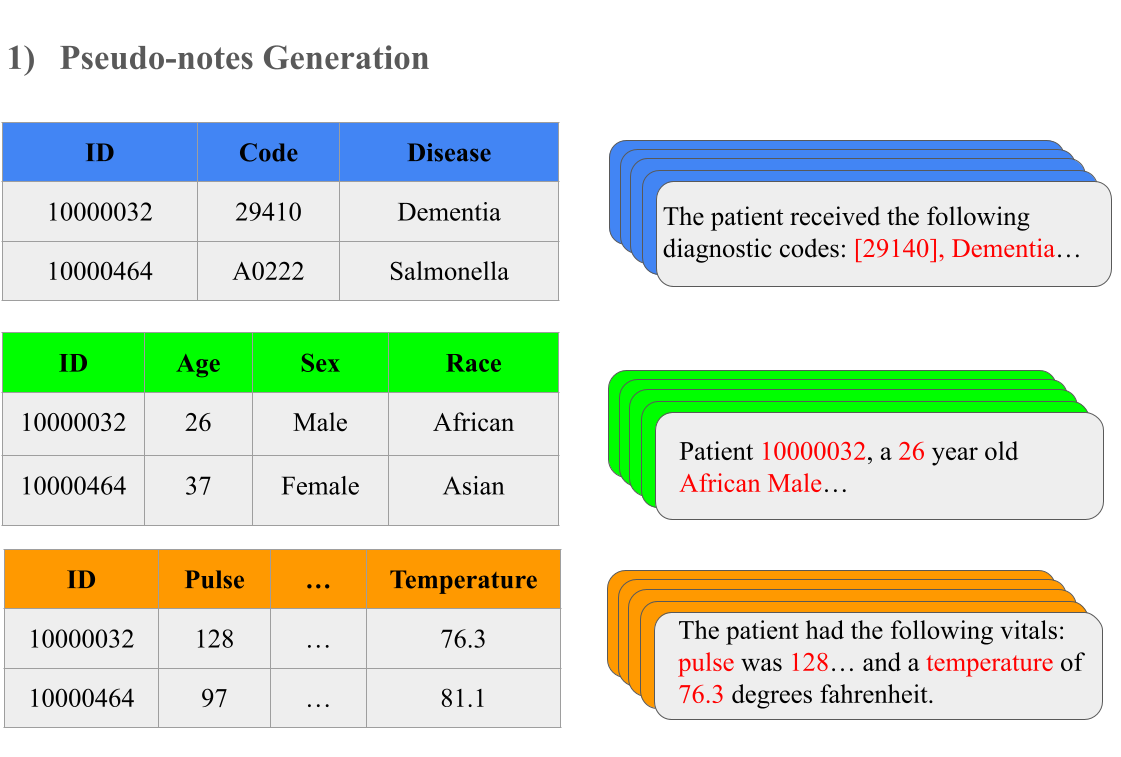 1) Pseudo-notes Generation
ID Code Disease
10000032 29410 Dementia
10000464 A0222 Salmonella
The patient received the following
diagnostic codes: [29140], Dementia…
ID Age Sex Race
10000032 26 Male African
10000464 37 Female Asian
Patient 10000032, a 26 year old
African Male…
ID Pulse … Temperature
10000032 128 … 76.3
10000464 97 … 81.1
The patient had the following vitals:
pulse was 128… and a temperature of
76.3 degrees fahrenheit.